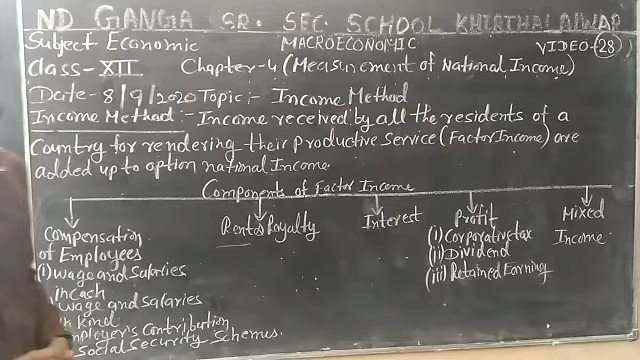 ND GANGA SR. SEC. SCHOOL KHIRTHAL ALWAR
Subject Economic MACROECONOMIC VIDEO-28
Class-XII Chapter-4 (Measurement of National Income)
Date-8/9/2020 Topic:- Income Method
Income Method:- Income received by all the residents of a
Country for rendering their productive Service (Factor Income) are
added up to option national Income
Components of Factor Income
Compensation
of Employees
(i) wage and salaries
in cash
wage and salaries
in kind
Employer's Contribution
Social Security Schemes.
Rent & Royalty
Interest
Profit
(i) Corporative tax
(ii) Dividend
(iii) Retained Earning
Mixed
Income